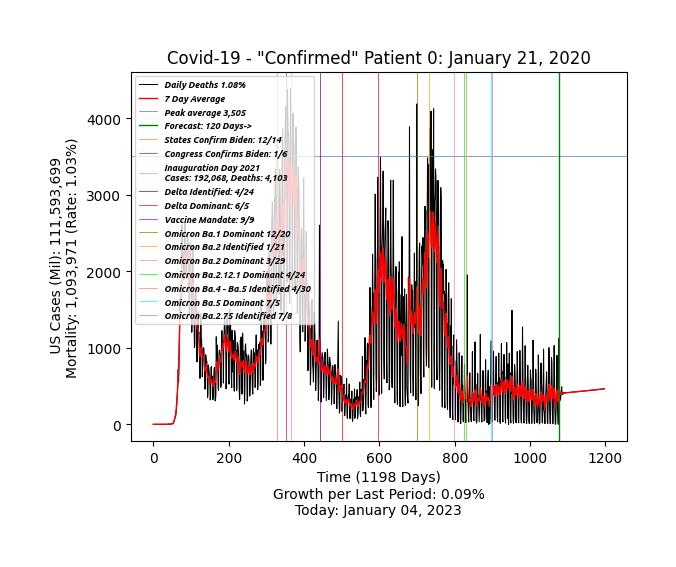 Covid-19 - "Confirmed" Patient 0: January 21, 2020
Daily Deaths 1.08%
7 Day Average
Peak average 3,505
Forecast: 120 Days->
States Confirm Biden: 12/14
Congress Confirms Biden: 1/6
Inauguration Day 2021
Cases: 192,068, Deaths: 4,103
Delta Identified: 4/24
Delta Dominant: 6/5
Vaccine Mandate: 9/9
Omicron Ba.1 Dominant 12/20
Omicron Ba.2 Identified 1/21
Omicron Ba.2 Dominant 3/29
Omicron Ba.2.12.1 Dominant 4/24
Omicron Ba.4 - Ba.5 Identified 4/30
Omicron Ba.5 Dominant 7/5
Omicron Ba.2.75 Identified 7/8
US Cases (Mil): 111,593,699
Mortality: 1,093,971 (Rate: 1.03%)
4000
3000
2000
1000
0
0 200 400 600 800 1000 1200
Time (1198 Days)
Growth per Last Period: 0.09%
Today: January 04, 2023